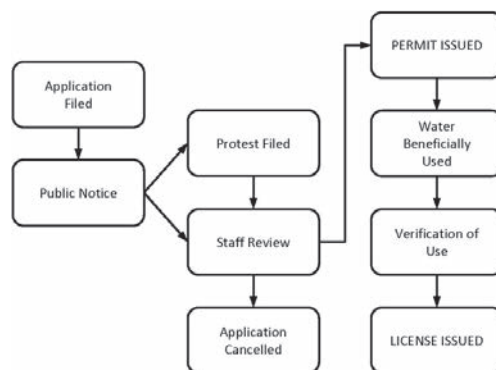 Application
Filed
Public Notice
Protest Filed
Staff Review
Application
Cancelled
PERMIT ISSUED
Water
Beneficially
Used
Verification of
Use
LICENSE ISSUED